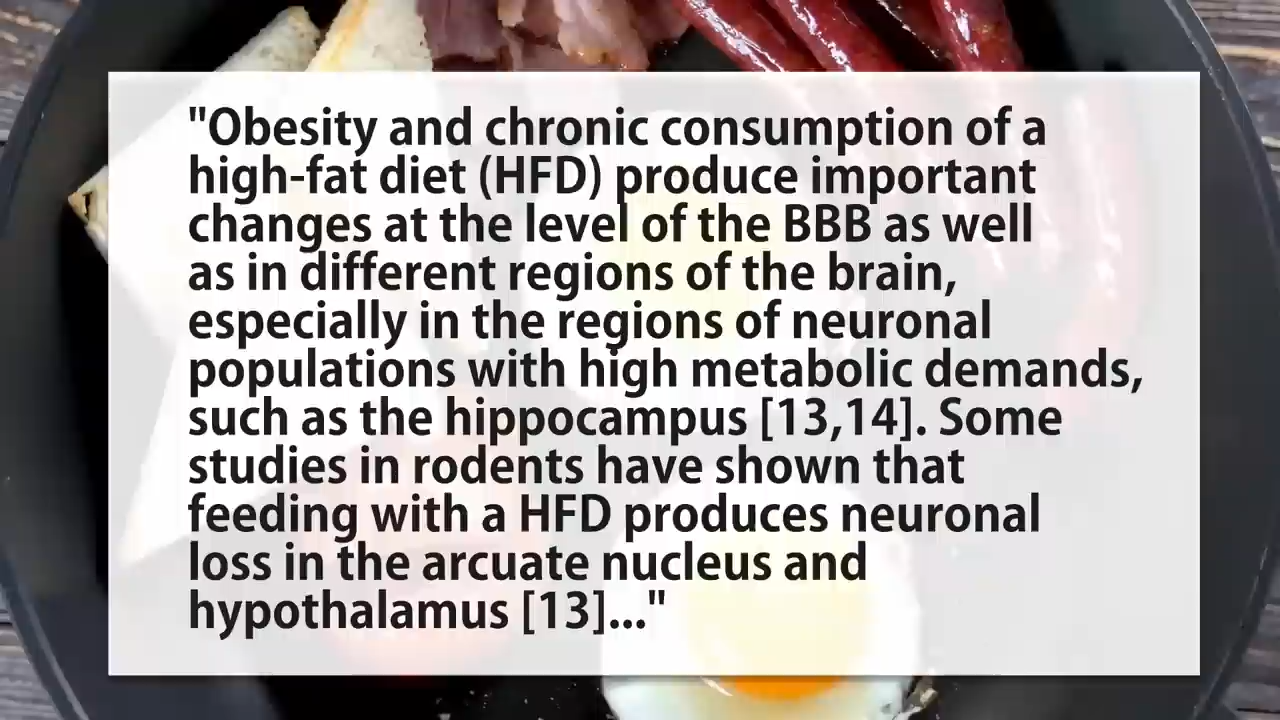 "Obesity and chronic consumption of a
high-fat diet (HFD) produce important
changes at the level of the BBB as well
as in different regions of the brain,
especially in the regions of neuronal
populations with high metabolic demands,
such as the hippocampus [13,14]. Some
studies in rodents have shown that
feeding with a HFD produces neuronal
loss in the arcuate nucleus and
hypothalamus [13]..."